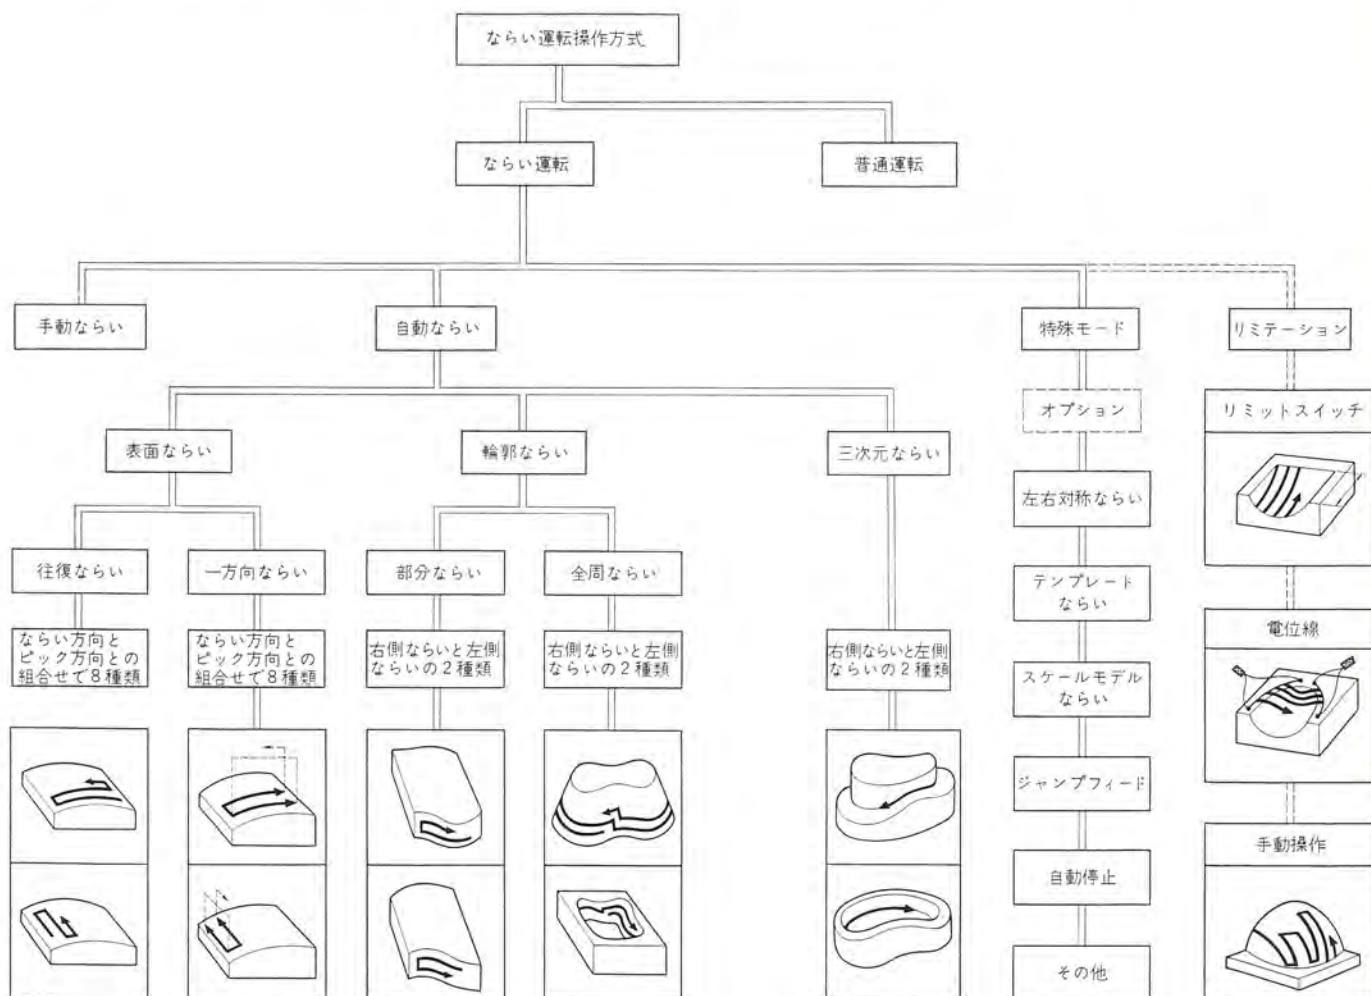 ならい運転操作方式
ならい運転
普通運転
手動ならい
自動ならい
特殊モード
リミテーション
オプション
リミットスイッチ
表面ならい
輪郭ならい
三次元ならい
左右対称ならい
往復ならい
一方向ならい
部分ならい
全周ならい
テンプレート
ならい
ならい方向と
ピック方向との
組合せで8種類
ならい方向と
ピック方向との
組合せで8種類
右側ならいと左側
ならいの2種類
右側ならいと左側
ならいの2種類
右側ならいと左側
ならいの2種類
電位線
スケールモデル
ならい
ジャンプフィード
手動操作
自動停止
その他